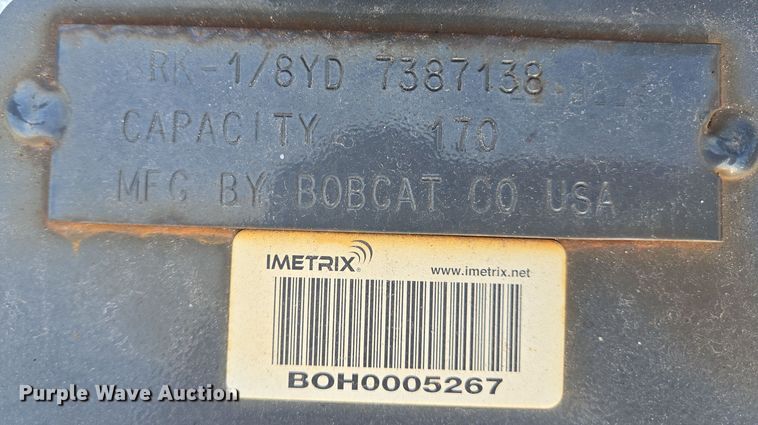 RK-1/8YD 7387138
CAPACITY 170
MFG BY BOBCAT CO USA
IMETRIX
www.imetrix.net
BOH0005267
Purple Wave Auction